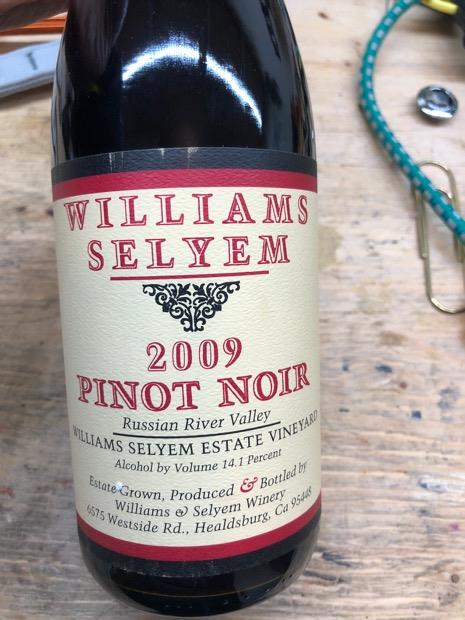 WILLIAMS
SELYEM
2009
PINOT NOIR
Russian River Valley
WILLIAMS SELYEM ESTATE VINEYARD
Alcohol by Volume 14.1 Percent
Estate Grown, Produced & Bottled by
Williams & Selyem Winery
6575 Westside Rd., Healdsburg, Ca 95448